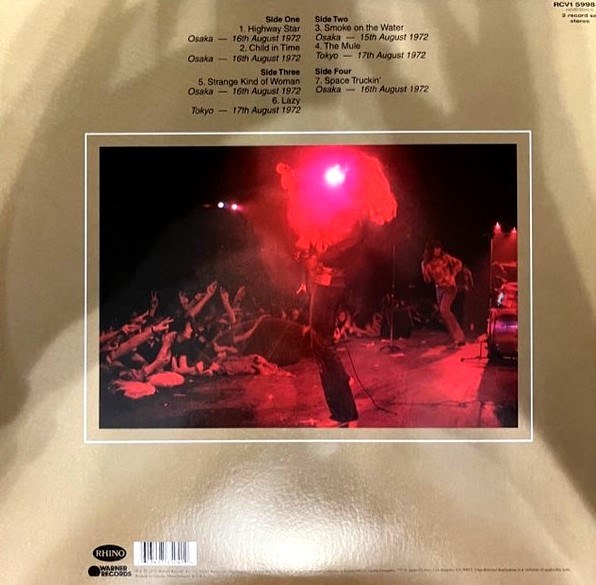 RCV1 5998
2 record se
stereo
Side One
1. Highway Star
Osaka — 16th August 1972
2. Child in Time
Osaka — 16th August 1972
Side Two
3. Smoke on the Water
Osaka — 15th August 1972
4. The Mule
Tokyo — 17th August 1972
Side Three
5. Strange Kind of Woman
Osaka — 16th August 1972
6. Lazy
Tokyo — 17th August 1972
Side Four
7. Space Truckin'
Osaka — 16th August 1972
RHINO
WARNER
RECORDS